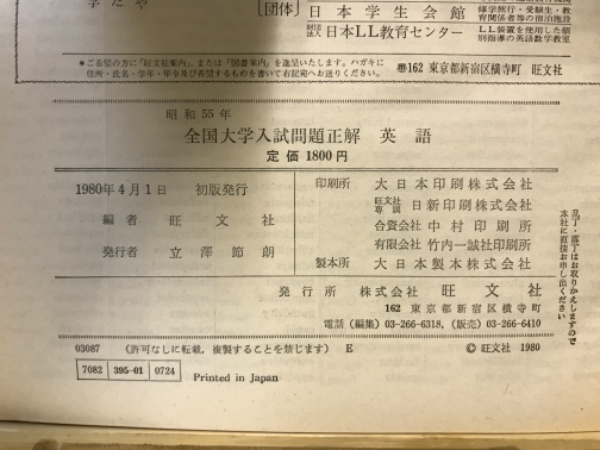 [団体]
日本学生会館
修学旅行・受験生・教
育関係者等の宿泊施設
財団法人 日本LL教育センター
LL装置を使用した個
別指導の英語数学教室
*ご希望の方に「旺文社案内」，または「図書案内」を進呈いたします。ハガキに
住所・氏名・学年・年令及び希望するものを書いて右記宛へお送りください。
〠162 東京都新宿区横寺町 旺文社
昭和55年
全国大学入試問題正解 英語
定価 1800円
1980年4月1日 初版発行
編者 旺文社
発行者 立澤節朗
印刷所 大日本印刷株式会社
旺文社専属 日新印刷株式会社
合資会社 中村印刷所
有限会社 竹内一誠社印刷所
製本所 大日本製本株式会社
発行所 株式会社 旺文社
162 東京都新宿区横寺町
電話（編集）03-266-6318,（販売）03-266-6410
乱丁・落丁はお取りかえしますので
本社に直接お申し出ください
03087 （許可なしに転載，複製することを禁じます） E © 旺文社 1980
7082 395-01 0724 Printed in Japan